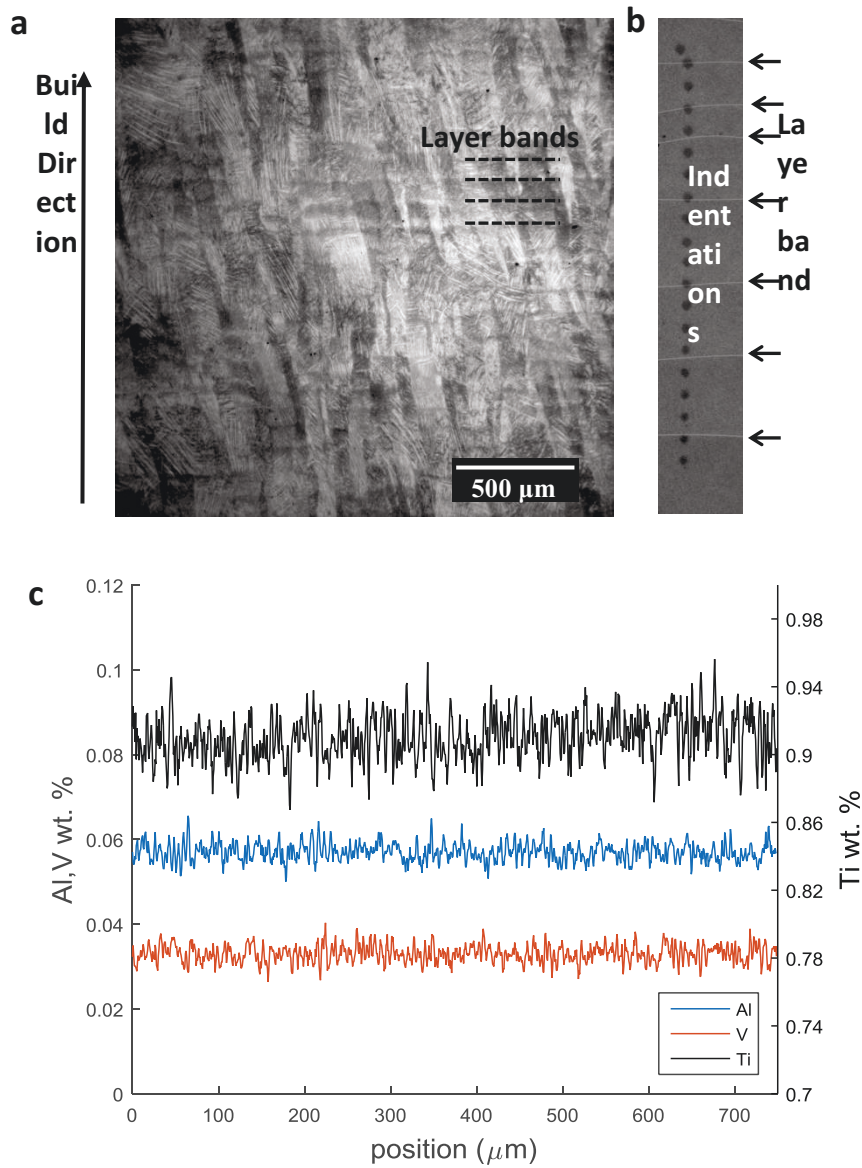 a
b
Bui
ld
Dir
ect
ion
Layer bands
500 µm
Ind
ent
ati
on
s
La
ye
r
ba
nd
c
0.12
0.1
0.08
0.06
0.04
0.02
0
0.98
0.94
0.9
0.86
0.82
0.78
0.74
0.7
Al,V wt. %
Ti wt. %
Al
V
Ti
0 100 200 300 400 500 600 700
position (μm)